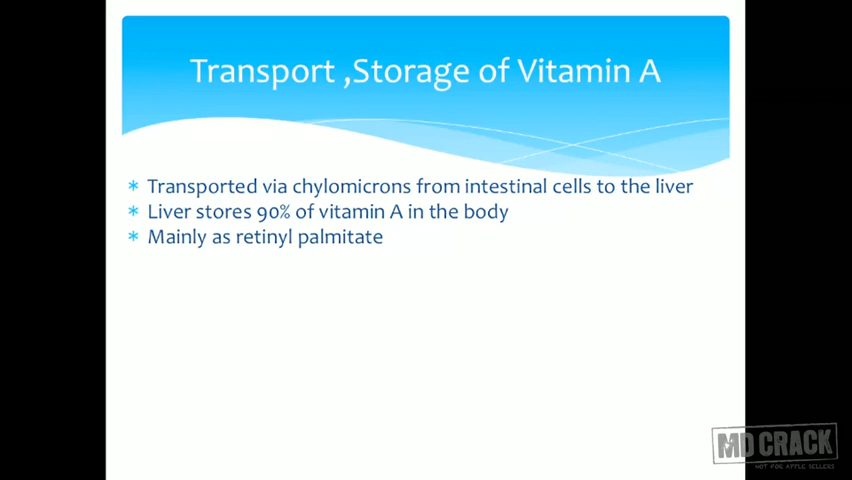 Transport ,Storage of Vitamin A
* Transported via chylomicrons from intestinal cells to the liver
* Liver stores 90% of vitamin A in the body
* Mainly as retinyl palmitate
MD CRACK
NOT FOR APPLE SELLERS